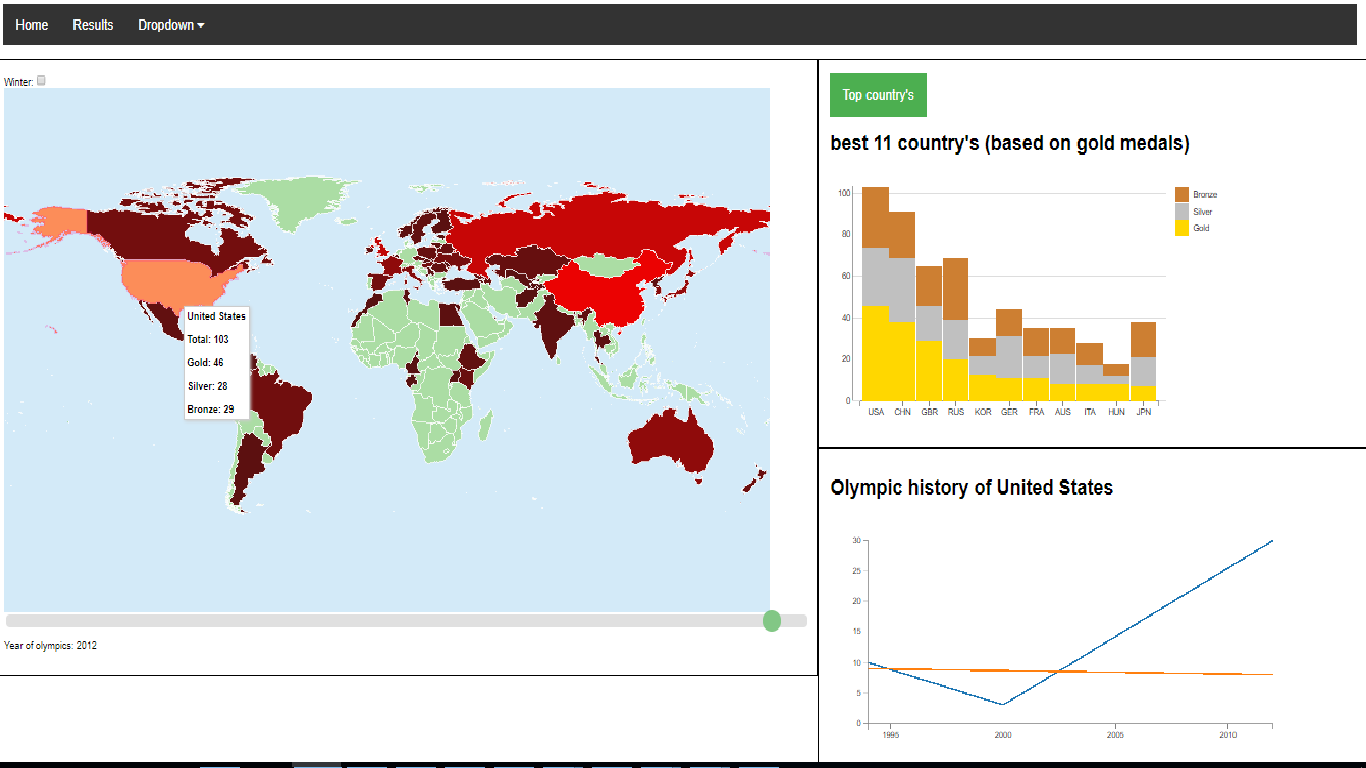 Home Results Dropdown
Winter:
United States
Total: 103
Gold: 46
Silver: 28
Bronze: 29
Year of olympics: 2012
Top country's
best 11 country's (based on gold medals)
100
80
60
40
20
0
USA CHN GBR RUS KOR GER FRA AUS ITA HUN JPN
Bronze
Silver
Gold
Olympic history of United States
30
25
20
15
10
5
0
1995 2000 2005 2010